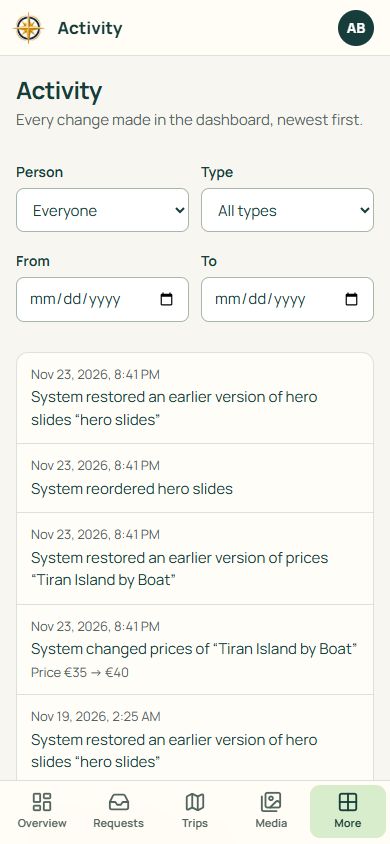 Activity
AB
Activity
Every change made in the dashboard, newest first.
Person
Type
Everyone
All types
From
To
mm/dd/yyyy
mm/dd/yyyy
Nov 23, 2026, 8:41 PM
System restored an earlier version of hero
slides “hero slides”
Nov 23, 2026, 8:41 PM
System reordered hero slides
Nov 23, 2026, 8:41 PM
System restored an earlier version of prices
“Tiran Island by Boat”
Nov 23, 2026, 8:41 PM
System changed prices of “Tiran Island by Boat”
Price €35 → €40
Nov 19, 2026, 2:25 AM
System restored an earlier version of hero
slides “hero slides”
Overview
Requests
Trips
Media
More